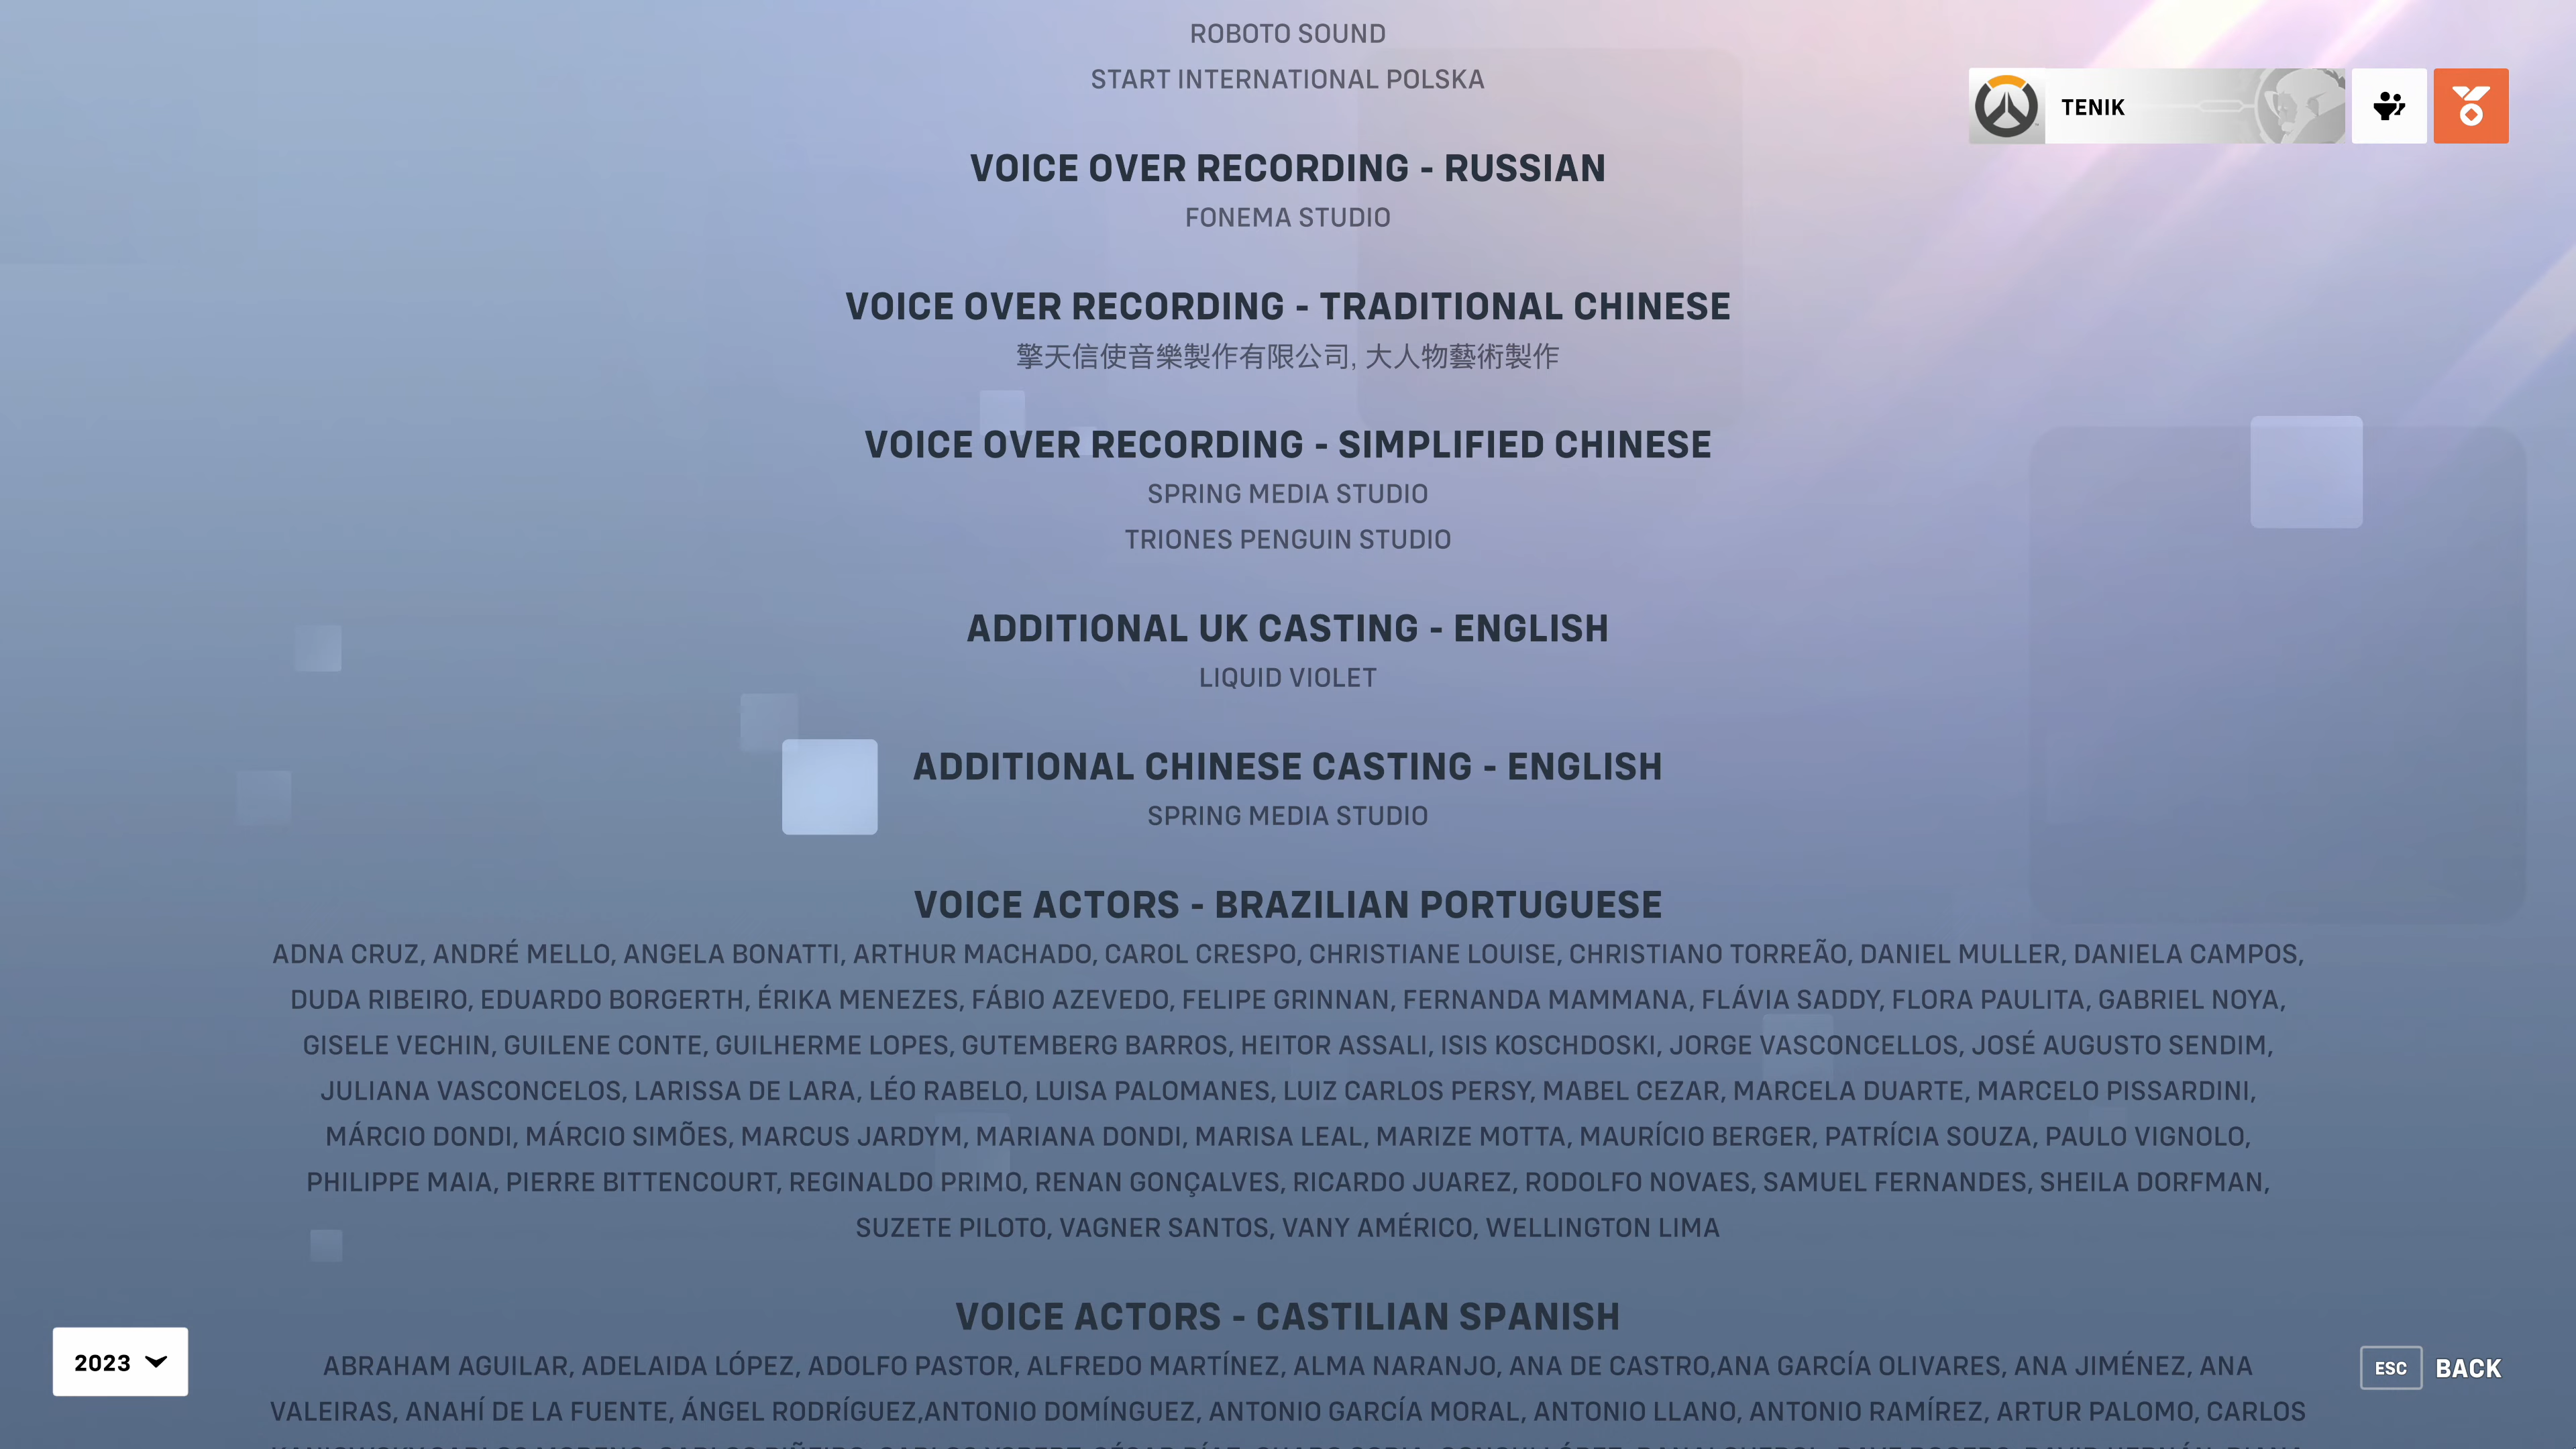 ROBOTO SOUND
START INTERNATIONAL POLSKA
TENIK
VOICE OVER RECORDING - RUSSIAN
FONEMA STUDIO
VOICE OVER RECORDING - TRADITIONAL CHINESE
擎天信使音樂製作有限公司, 大人物藝術製作
VOICE OVER RECORDING - SIMPLIFIED CHINESE
SPRING MEDIA STUDIO
TRIONES PENGUIN STUDIO
ADDITIONAL UK CASTING - ENGLISH
LIQUID VIOLET
ADDITIONAL CHINESE CASTING - ENGLISH
SPRING MEDIA STUDIO
VOICE ACTORS - BRAZILIAN PORTUGUESE
ADNA CRUZ, ANDRÉ MELLO, ANGELA BONATTI, ARTHUR MACHADO, CAROL CRESPO, CHRISTIANE LOUISE, CHRISTIANO TORREÃO, DANIEL MULLER, DANIELA CAMPOS,
DUDA RIBEIRO, EDUARDO BORGERTH, ÉRIKA MENEZES, FÁBIO AZEVEDO, FELIPE GRINNAN, FERNANDA MAMMANA, FLÁVIA SADDY, FLORA PAULITA, GABRIEL NOYA,
GISELE VECHIN, GUILENE CONTE, GUILHERME LOPES, GUTEMBERG BARROS, HEITOR ASSALI, ISIS KOSCHDOSKI, JORGE VASCONCELLOS, JOSÉ AUGUSTO SENDIM,
JULIANA VASCONCELOS, LARISSA DE LARA, LÉO RABELO, LUISA PALOMANES, LUIZ CARLOS PERSY, MABEL CEZAR, MARCELA DUARTE, MARCELO PISSARDINI,
MÁRCIO DONDI, MÁRCIO SIMÕES, MARCUS JARDYM, MARIANA DONDI, MARISA LEAL, MARIZE MOTTA, MAURÍCIO BERGER, PATRÍCIA SOUZA, PAULO VIGNOLO,
PHILIPPE MAIA, PIERRE BITTENCOURT, REGINALDO PRIMO, RENAN GONÇALVES, RICARDO JUAREZ, RODOLFO NOVAES, SAMUEL FERNANDES, SHEILA DORFMAN,
SUZETE PILOTO, VAGNER SANTOS, VANY AMÉRICO, WELLINGTON LIMA
VOICE ACTORS - CASTILIAN SPANISH
ABRAHAM AGUILAR, ADELAIDA LÓPEZ, ADOLFO PASTOR, ALFREDO MARTÍNEZ, ALMA NARANJO, ANA DE CASTRO,ANA GARCÍA OLIVARES, ANA JIMÉNEZ, ANA
VALEIRAS, ANAHÍ DE LA FUENTE, ÁNGEL RODRÍGUEZ,ANTONIO DOMÍNGUEZ, ANTONIO GARCÍA MORAL, ANTONIO LLANO, ANTONIO RAMÍREZ, ARTUR PALOMO, CARLOS
2023
ESC BACK